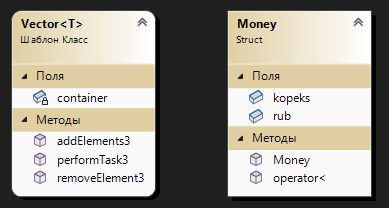 Vector<T>
Шаблон Класс
Поля
container
Методы
addElements3
performTask3
removeElement3
Money
Struct
Поля
kopeks
rub
Методы
Money
operator<